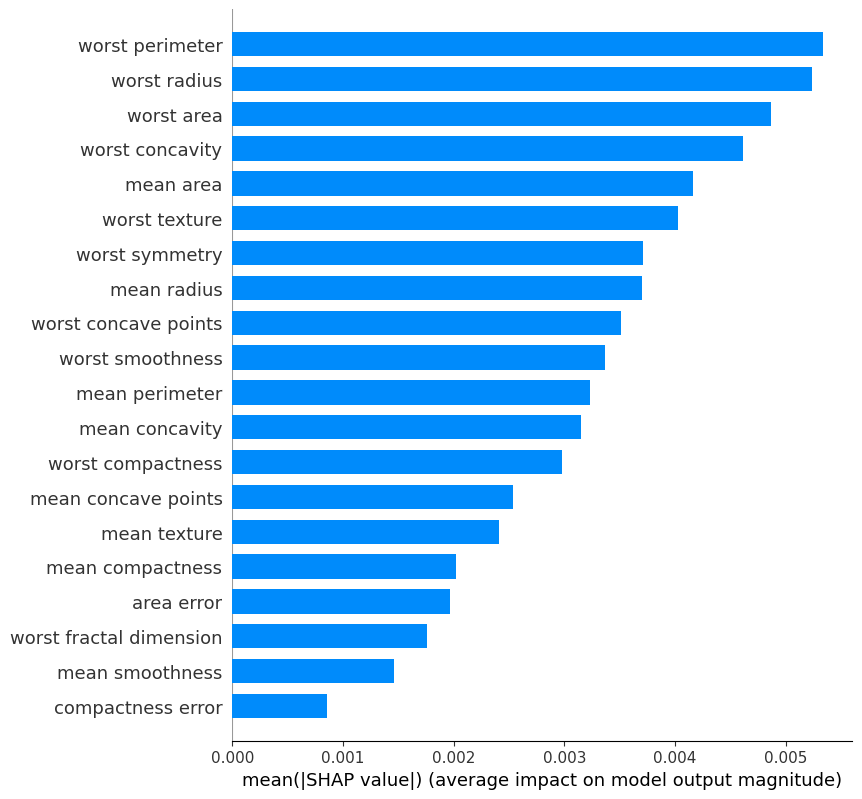 worst perimeter
worst radius
worst area
worst concavity
mean area
worst texture
worst symmetry
mean radius
worst concave points
worst smoothness
mean perimeter
mean concavity
worst compactness
mean concave points
mean texture
mean compactness
area error
worst fractal dimension
mean smoothness
compactness error
0.000 0.001 0.002 0.003 0.004 0.005
mean(|SHAP value|) (average impact on model output magnitude)